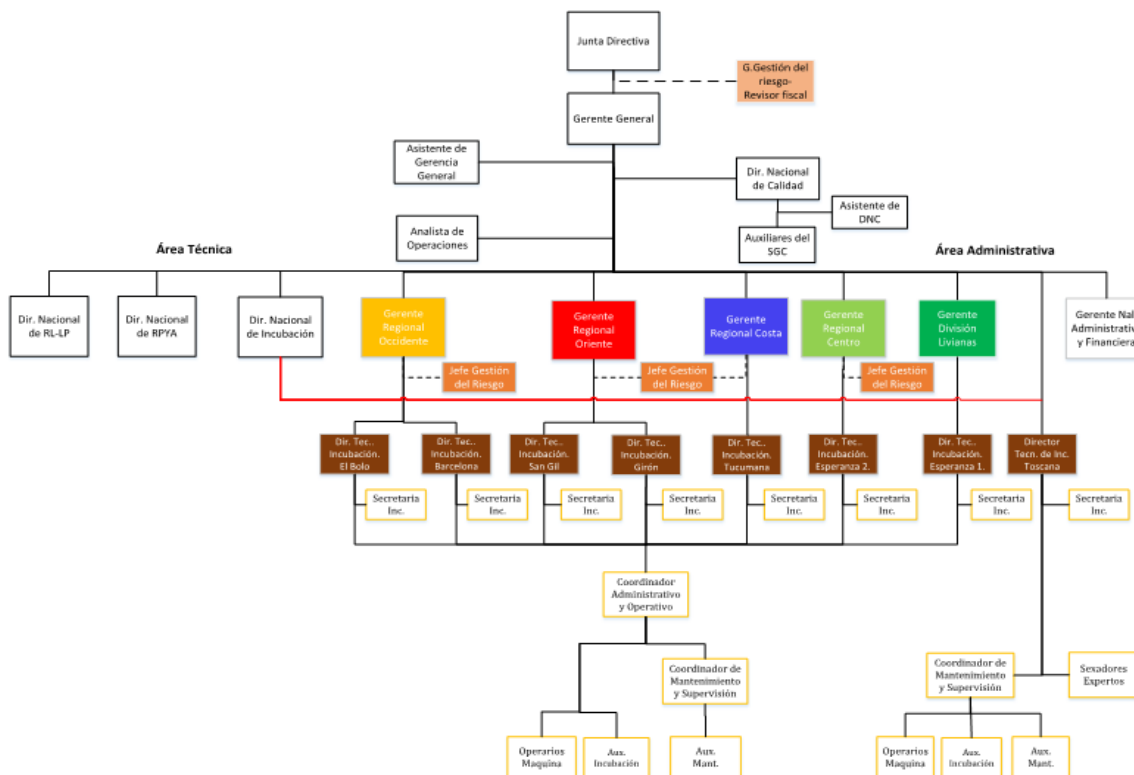 Junta Directiva
G.Gestión del
riesgo-
Revisor fiscal
Gerente General
Asistente de
Gerencia
General
Dir. Nacional
de Calidad
Asistente de
DNC
Analista de
Operaciones
Auxiliares del
SGC
Área Técnica
Área Administrativa
Dir. Nacional
de RL-LP
Dir. Nacional
de RPYA
Dir. Nacional
de Incubación
Gerente
Regional
Occidente
Gerente
Regional
Oriente
Gerente
Regional Costa
Gerente
Regional
Centro
Gerente
División
Livianas
Gerente Nal.
Administrativ
y Financiera
Jefe Gestión
del Riesgo
Jefe Gestión
del Riesgo
Jefe Gestión
del Riesgo
Dir. Tec..
Incubación.
El Bolo
Dir. Tec..
Incubación.
Barcelona
Dir. Tec..
Incubación.
San Gil
Dir. Tec..
Incubación.
Girón
Dir. Tec..
Incubación.
Tucumana
Dir. Tec..
Incubación.
Esperanza 2.
Dir. Tec..
Incubación.
Esperanza 1.
Director
Tecn. de Inc.
Toscana
Secretaria
Inc.
Secretaria
Inc.
Secretaria
Inc.
Secretaria
Inc.
Secretaria
Inc.
Secretaria
Inc.
Secretaria
Inc.
Secretaria
Inc.
Coordinador
Administrativo
y Operativo
Coordinador de
Mantenimiento
y Supervisión
Coordinador de
Mantenimiento
y Supervisión
Sexadores
Expertos
Operarios
Maquina
Aux.
Incubación
Aux.
Mant.
Operarios
Maquina
Aux.
Incubación
Aux.
Mant.